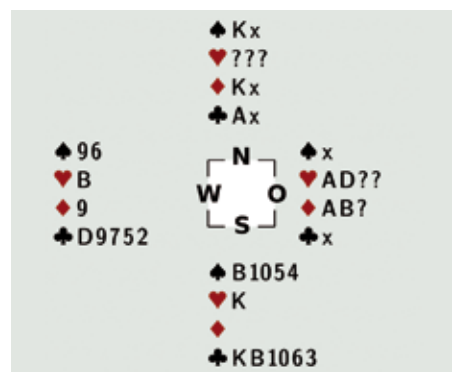 ♠ Kx
♥ ???
♦ Kx
♣ Ax
♠ 96
♥ B
♦ 9
♣ D9752
N
W O
S
♠ x
♥ AD??
♦ AB?
♣ x
♠ B1054
♥ K
♦
♣ KB1063